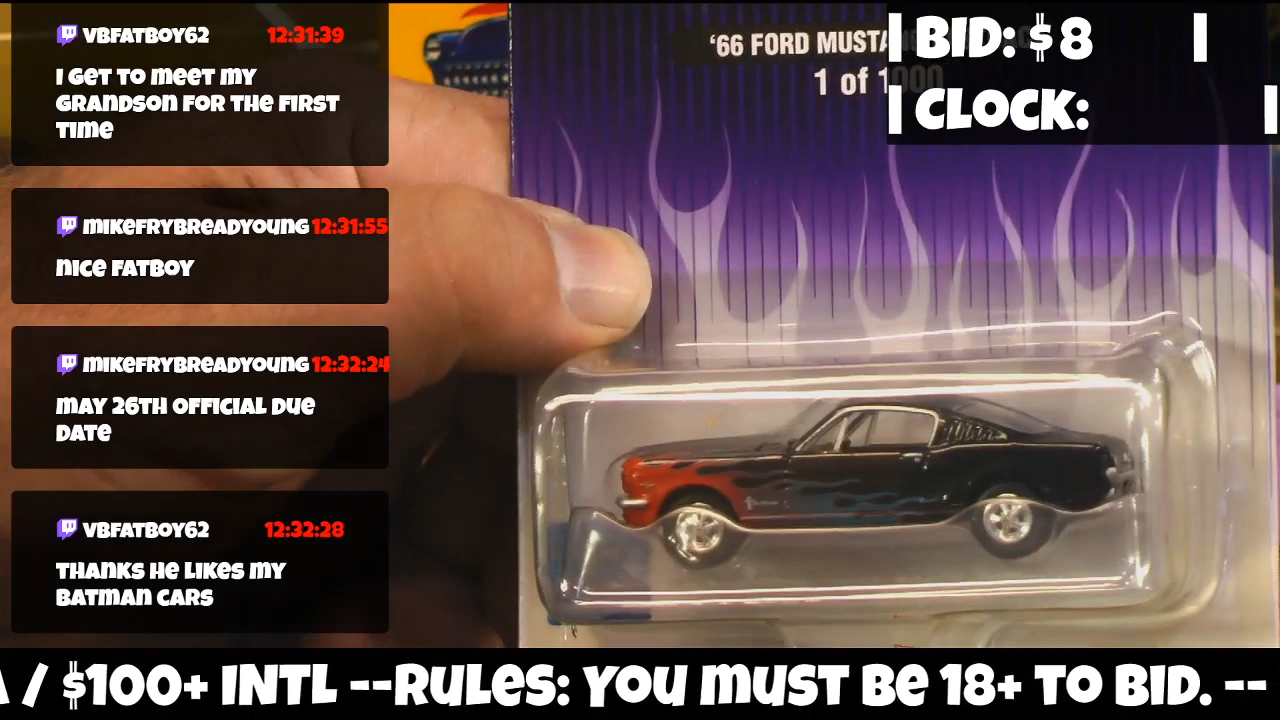 VBFATBOY62 12:31:39
I GET TO MEET MY
GRANDSON FOR THE FIRST
TIME
MIKEFRYBREADYOUNG 12:31:55
NICE FATBOY
MIKEFRYBREADYOUNG 12:32:24
MAY 26TH OFFICIAL DUE
DATE
VBFATBOY62 12:32:28
THANKS HE LIKES MY
BATMAN CARS
'66 FORD
1 of 1000
| BID: $8 |
| CLOCK: |
/ $100+ INTL --RULES: YOU MUST BE 18+ TO BID. --